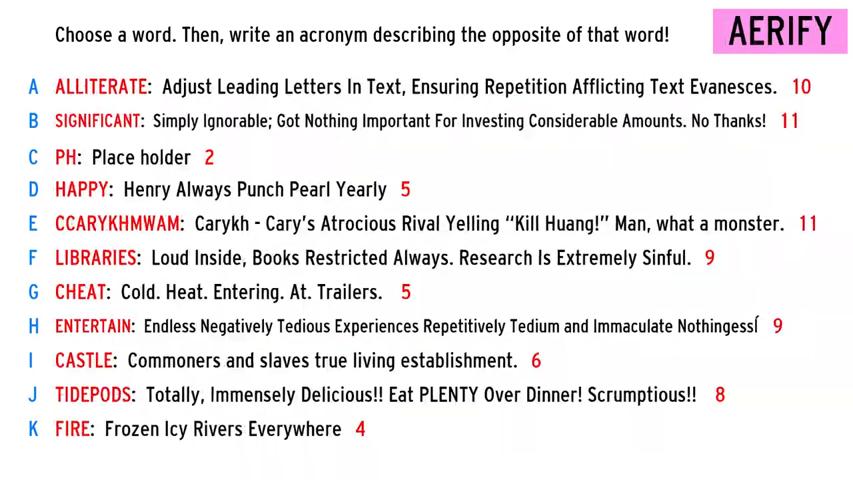 Choose a word. Then, write an acronym describing the opposite of that word!
AERIFY
A ALLITERATE: Adjust Leading Letters In Text, Ensuring Repetition Afflicting Text Evanesces. 10
B SIGNIFICANT: Simply Ignorable; Got Nothing Important For Investing Considerable Amounts. No Thanks! 11
C PH: Place holder 2
D HAPPY: Henry Always Punch Pearl Yearly 5
E CCARYKHMWAM: Carykh - Cary's Atrocious Rival Yelling “Kill Huang!” Man, what a monster. 11
F LIBRARIES: Loud Inside, Books Restricted Always. Research Is Extremely Sinful. 9
G CHEAT: Cold. Heat. Entering. At. Trailers. 5
H ENTERTAIN: Endless Negatively Tedious Experiences Repetitively Tedium and Immaculate NothingessÍ 9
I CASTLE: Commoners and slaves true living establishment. 6
J TIDEPODS: Totally, Immensely Delicious!! Eat PLENTY Over Dinner! Scrumptious!! 8
K FIRE: Frozen Icy Rivers Everywhere 4